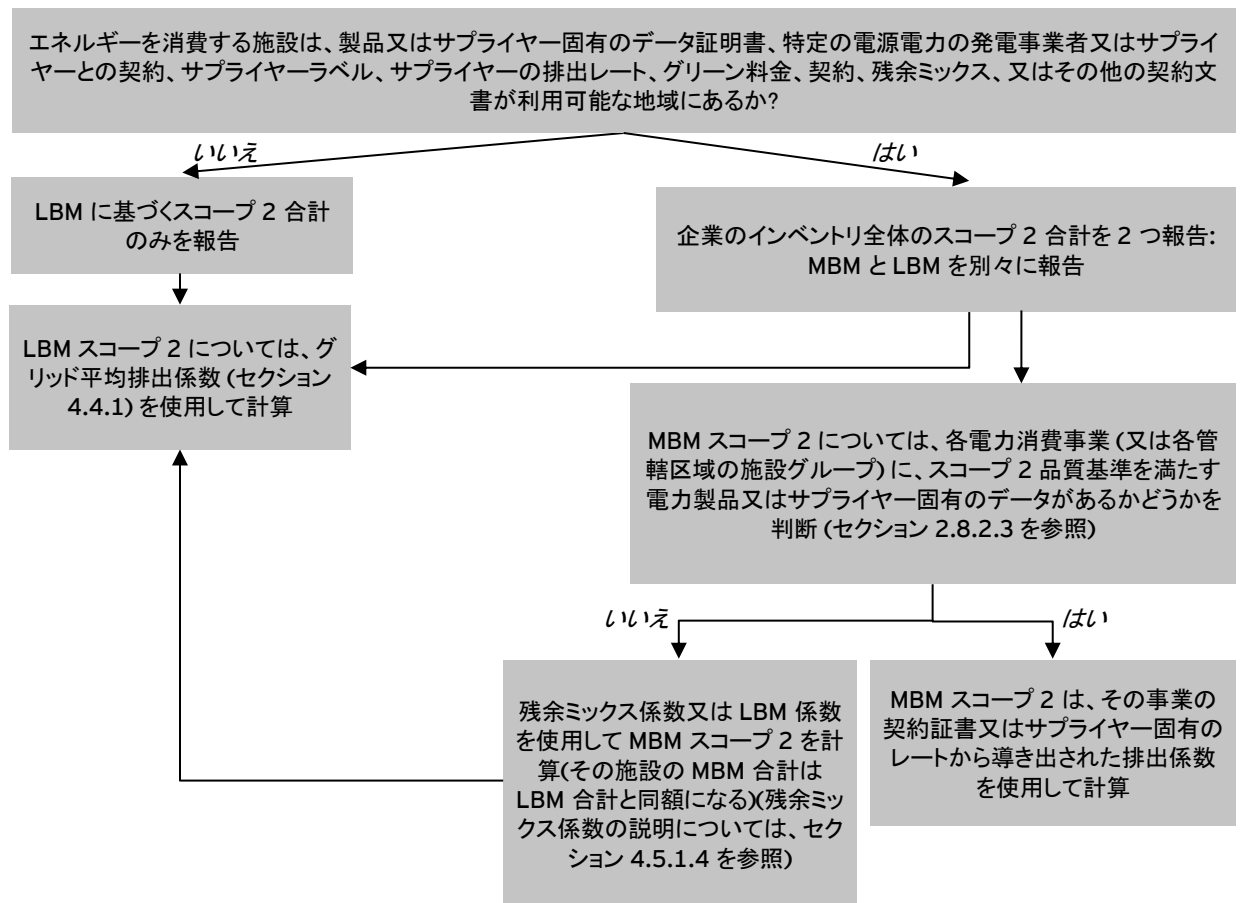 エネルギーを消費する施設は、製品又はサプライヤー固有のデータ証明書、特定の電源電力の発電事業者又はサプライ
ヤーとの契約、サプライヤーラベル、サプライヤーの排出レート、グリーン料金、契約、残余ミックス、又はその他の契約文
書が利用可能な地域にあるか?
いいえ
はい
LBM に基づくスコープ 2 合計
のみを報告
企業のインベントリ全体のスコープ 2 合計を 2 つ報告:
MBM と LBM を別々に報告
LBM スコープ 2 については、グ
リッド平均排出係数 (セクション
4.4.1) を使用して計算
MBM スコープ 2 については、各電力消費事業 (又は各管
轄区域の施設グループ) に、スコープ 2 品質基準を満たす
電力製品又はサプライヤー固有のデータがあるかどうかを
判断 (セクション 2.8.2.3 を参照)
いいえ
はい
残余ミックス係数又は LBM 係数
を使用して MBM スコープ 2 を計
算(その施設の MBM 合計は
LBM 合計と同額になる)(残余ミッ
クス係数の説明については、セク
ション 4.5.1.4 を参照)
MBM スコープ 2 は、その事業の
契約証書又はサプライヤー固有の
レートから導き出された排出係数
を使用して計算